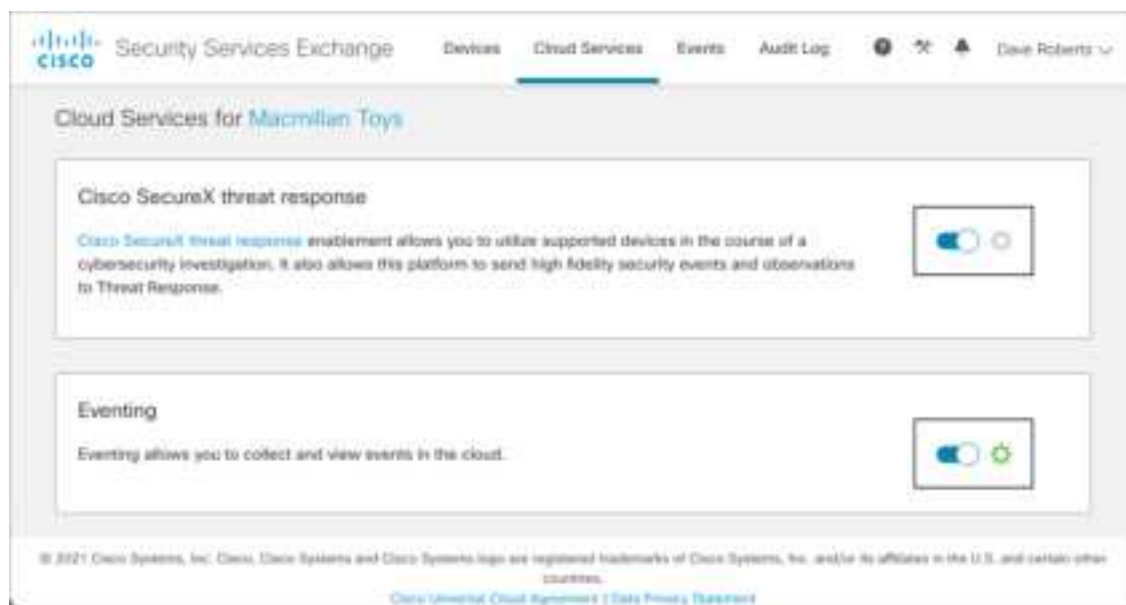 CISCO
Security Services Exchange
Devices
Cloud Services
Events
Audit Log
Dave Roberts
Cloud Services for Macmillan Toys
Cisco SecureX threat response
Cisco SecureX threat response enablement allows you to utilize supported devices in the course of a
cybersecurity investigation. It also allows this platform to send high fidelity security events and observations
to Threat Response.
Eventing
Eventing allows you to collect and view events in the cloud.
© 2021 Cisco Systems, Inc. Cisco, Cisco Systems and Cisco Systems logo are registered trademarks of Cisco Systems, Inc. and/or its affiliates in the U.S. and certain other
countries.
Cisco Universal Cloud Agreement | Data Privacy Statement